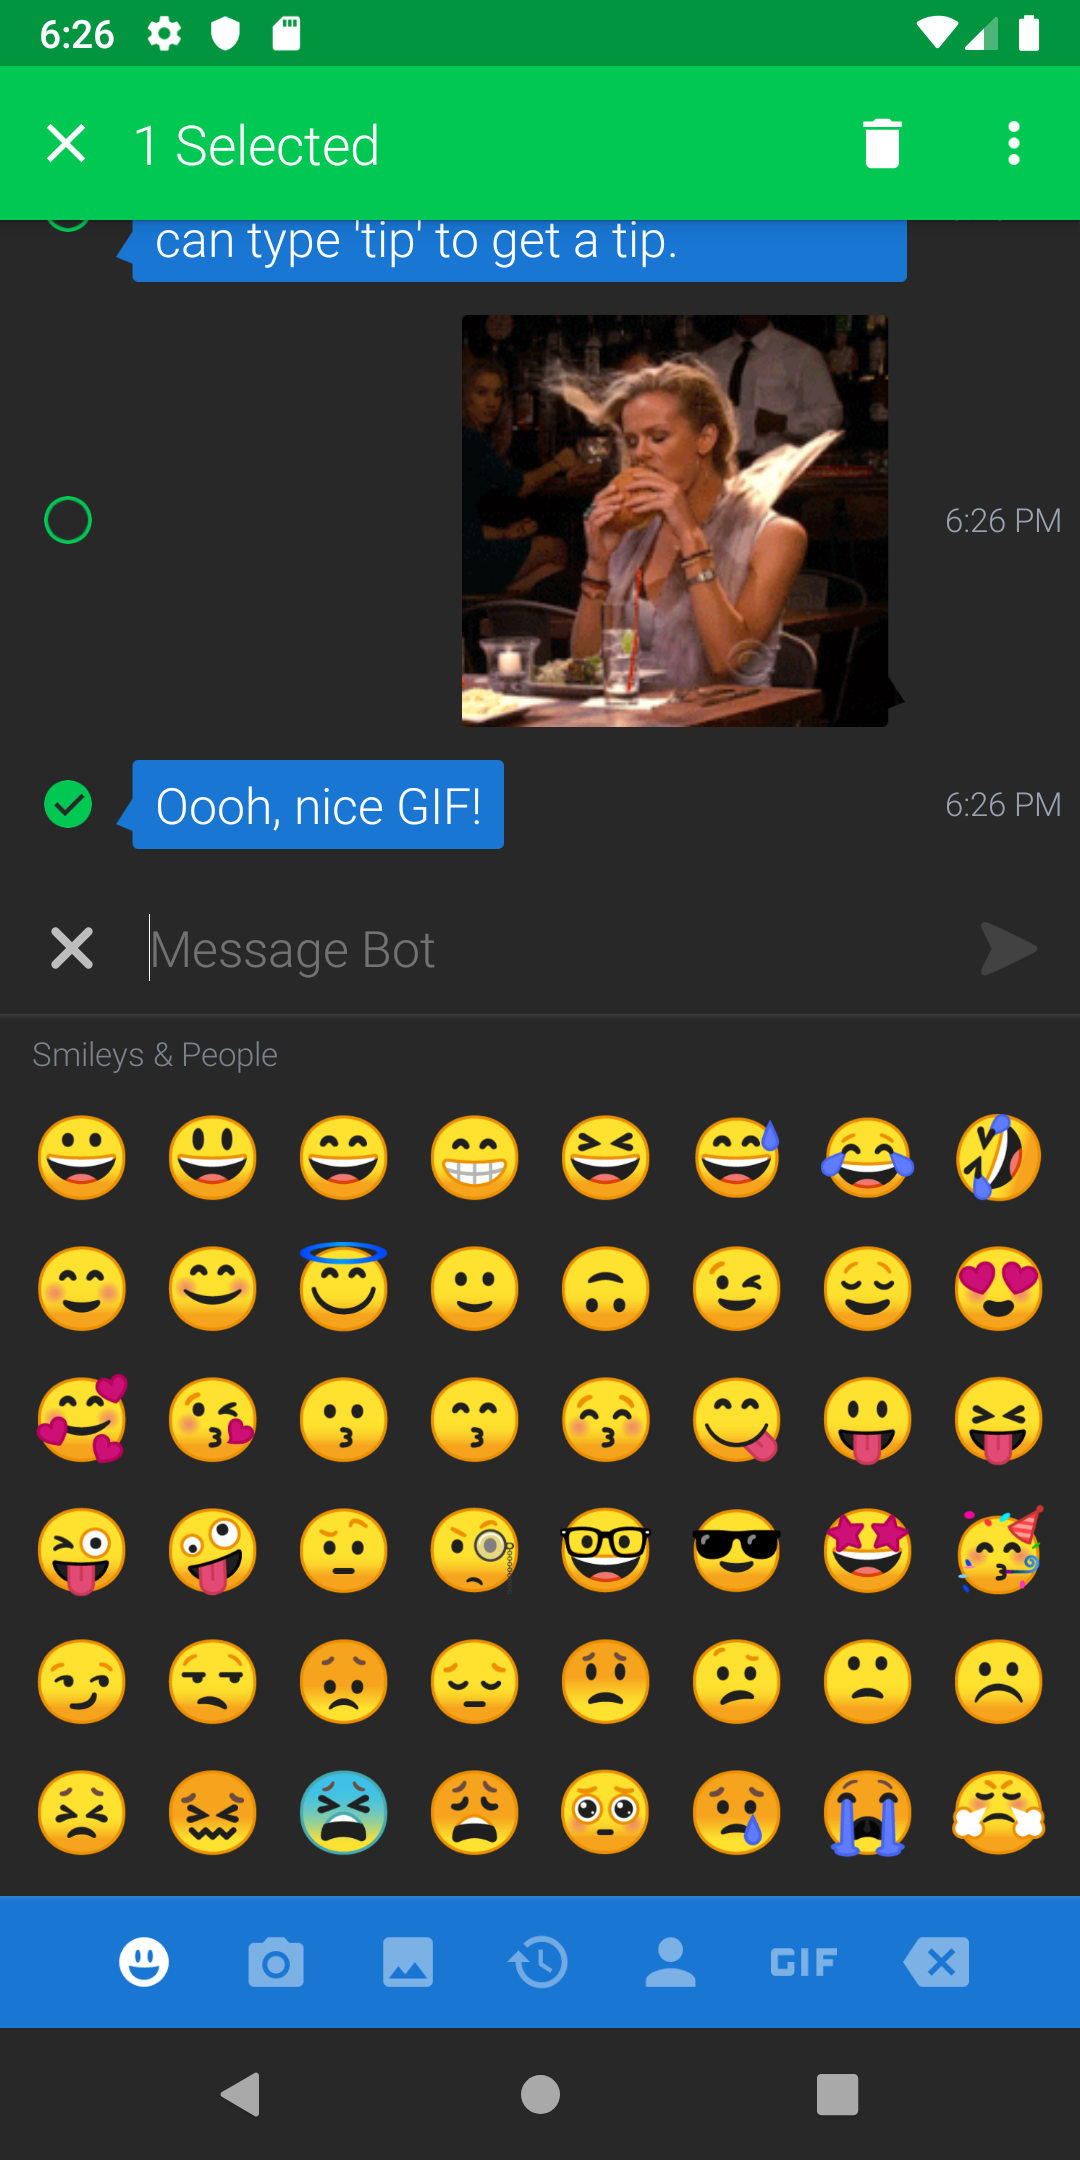 6:26
1 Selected
can type 'tip' to get a tip.
6:26 PM
Oooh, nice GIF!
6:26 PM
Message Bot
Smileys & People
GIF